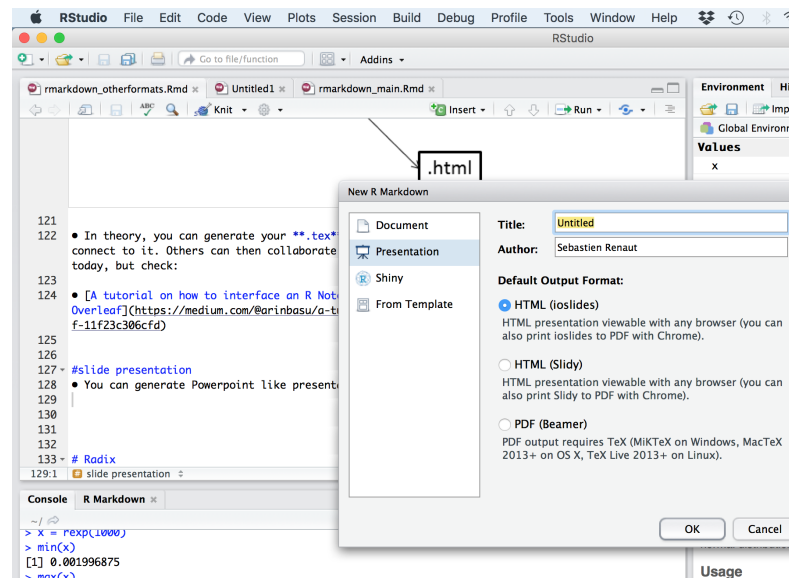 RStudio File Edit Code View Plots Session Build Debug Profile Tools Window Help
RStudio
Go to file/function Addins
rmarkdown_otherformats.Rmd Untitled1 rmarkdown_main.Rmd
ABC Knit Insert Run
.html
121
122 • In theory, you can generate your **.tex*
connect to it. Others can then collaborate
today, but check:
123
124 • [A tutorial on how to interface an R Not
Overleaf](https://medium.com/@arinbasu/a-t
f-11f23c306cfd)
125
126
127 #slide presentation
128 • You can generate Powerpoint like present
129
130
131
132
133 # Radix
129:1 # slide presentation
Console R Markdown
~/
> x = rexp(1000)
> min(x)
[1] 0.001996875
> max(x)
Environment Hi
Imp
Global Environ
Values
x
New R Markdown
Document
Presentation
R Shiny
From Template
Title: Untitled
Author: Sebastien Renaut
Default Output Format:
HTML (ioslides)
HTML presentation viewable with any browser (you can
also print ioslides to PDF with Chrome).
HTML (Slidy)
HTML presentation viewable with any browser (you can
also print Slidy to PDF with Chrome).
PDF (Beamer)
PDF output requires TeX (MiKTeX on Windows, MacTeX
2013+ on OS X, TeX Live 2013+ on Linux).
OK Cancel
Usage